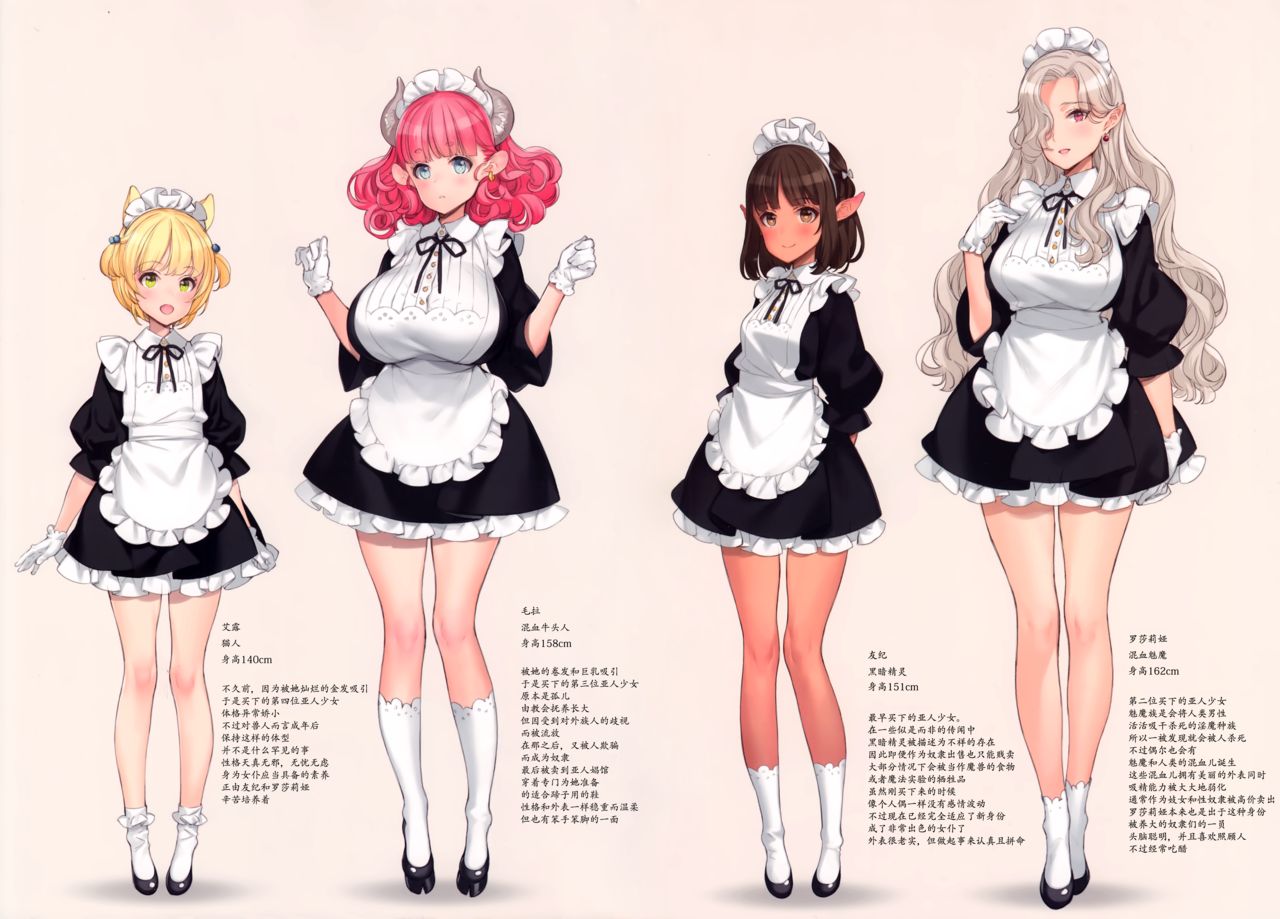 艾露
猫人
身高140cm
不久前，因为被她灿烂的金发吸引
于是买下的第四位亚人少女
体格异常娇小
不过对兽人而言成年后
保持这样的体型
并不是什么罕见的事
性格天真无邪，无忧无虑
身为女仆应当具备的素养
正由友纪和罗莎莉娅
辛苦培养着
毛拉
混血牛头人
身高158cm
被她的卷发和巨乳吸引
于是买下的第三位亚人少女
原本是孤儿
由教会抚养长大
但因受到对外族人的歧视
而被流放
在那之后，又被人欺骗
而成为奴隶
最后被卖到亚人娼馆
穿着专门为她准备
的适合蹄子用的鞋
性格和外表一样稳重而温柔
但也有笨手笨脚的一面
友纪
黑暗精灵
身高151cm
最早买下的亚人少女。
在一些似是而非的传闻中
黑暗精灵被描述为不祥的存在
因此即便作为奴隶出售也只能贱卖
大部分情况下会被当作魔兽的食物
或者魔法实验的牺牲品
虽然刚买下来的时候
像个人偶一样没有感情波动
不过现在已经完全适应了新身份
成了非常出色的女仆了
外表很老实，但做起事来认真且拼命
罗莎莉娅
混血魅魔
身高162cm
第二位买下的亚人少女
魅魔族是会将人类男性
活活吸干杀死的淫魔种族
所以一被发现就会被人杀死
不过偶尔也会有
魅魔和人类的混血儿诞生
这些混血儿拥有美丽的外表同时
吸精能力被大大地弱化
通常作为妓女和性奴隶被高价卖出
罗莎莉娅本来也是出于这种身份
被养大的奴隶们的一员
头脑聪明，并且喜欢照顾人
不过经常吃醋